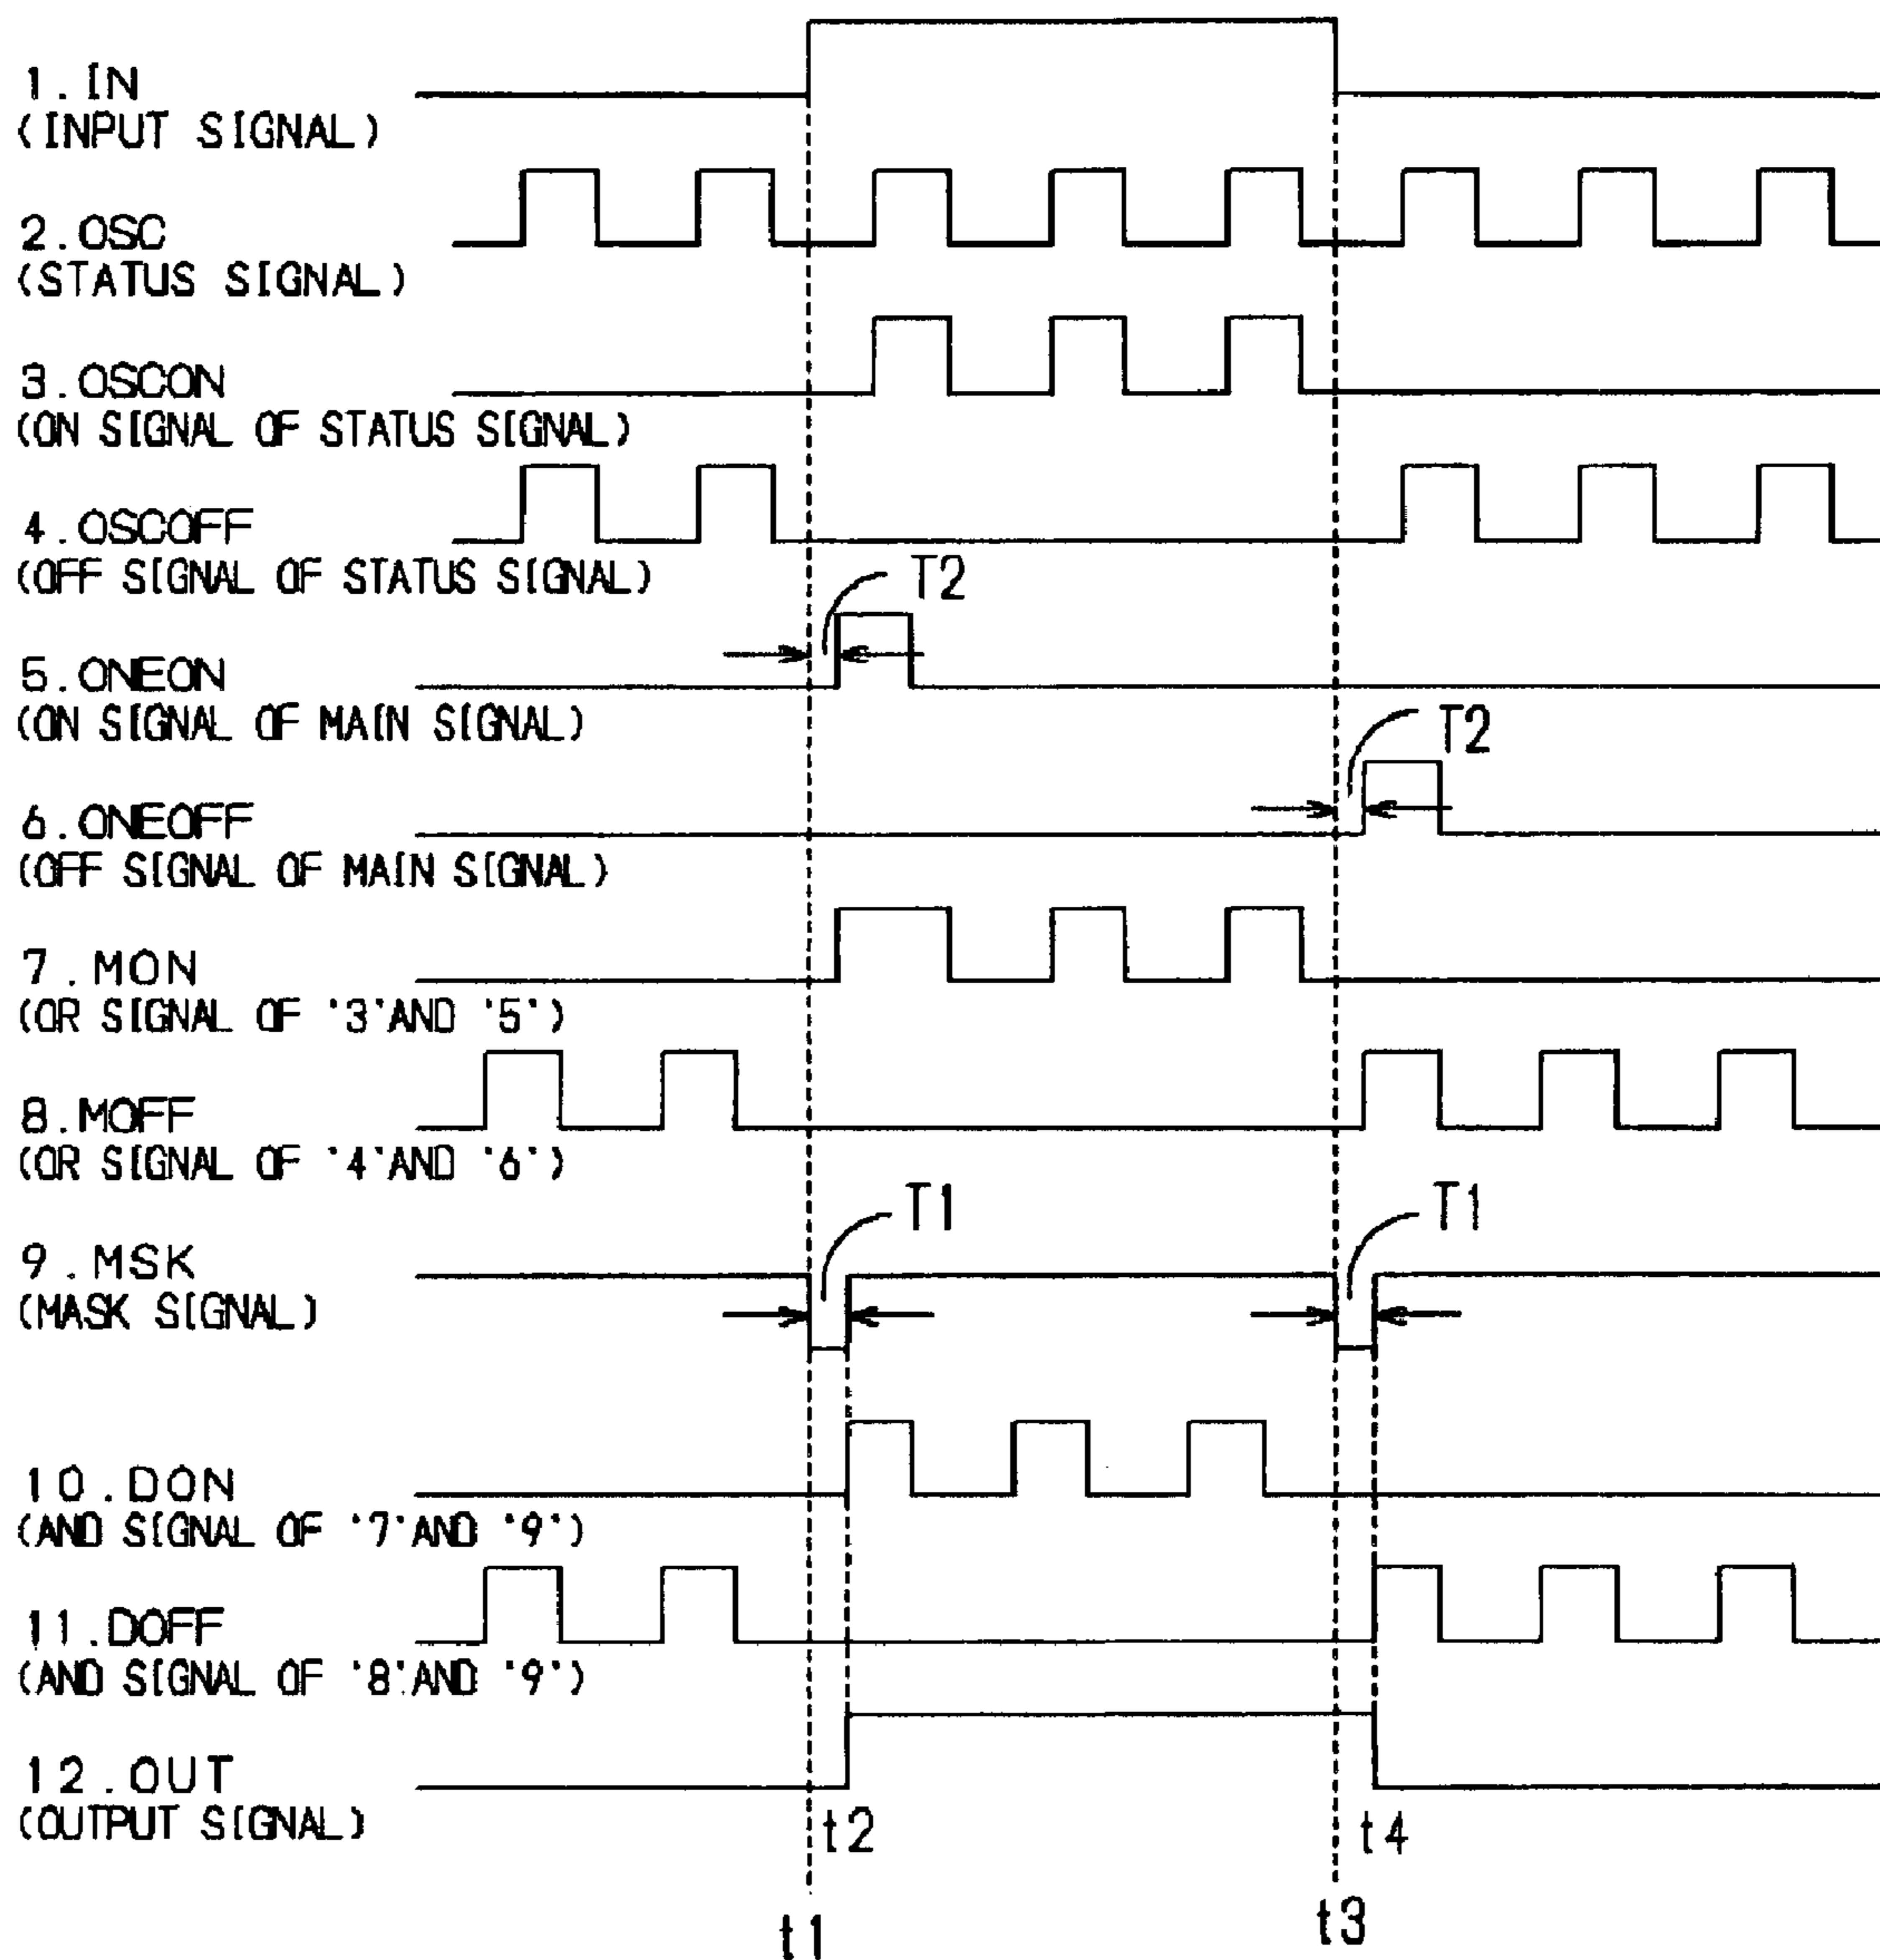 1.IN
(INPUT SIGNAL)
2.OSC
(STATUS SIGNAL)
3.OSCON
(ON SIGNAL OF STATUS SIGNAL)
4.OSCOFF
(OFF SIGNAL OF STATUS SIGNAL)
T2
5.ONEON
(ON SIGNAL OF MAIN SIGNAL)
T2
6.ONEOFF
(OFF SIGNAL OF MAIN SIGNAL)
7.MON
(OR SIGNAL OF '3'AND '5')
8.MOFF
(OR SIGNAL OF '4'AND '6')
T1 T1
9.MSK
(MASK SIGNAL)
10.DON
(AND SIGNAL OF '7'AND '9')
11.DOFF
(AND SIGNAL OF '8'AND '9')
12.OUT
(OUTPUT SIGNAL)
t2 t4
t1 t3